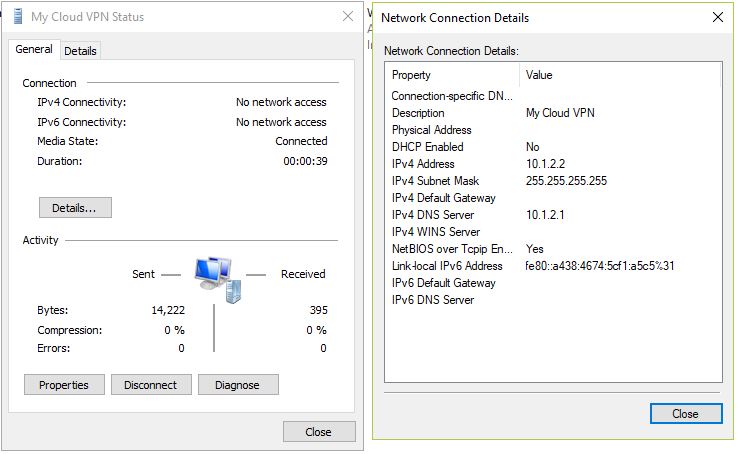 My Cloud VPN Status
General Details
Connection
IPv4 Connectivity: No network access
IPv6 Connectivity: No network access
Media State: Connected
Duration: 00:00:39
Details...
Activity
Sent Received
Bytes: 14,222 395
Compression: 0 % 0 %
Errors: 0 0
Properties Disconnect Diagnose
Close
Network Connection Details
Network Connection Details:
Property Value
Connection-specific DN...
Description My Cloud VPN
Physical Address
DHCP Enabled No
IPv4 Address 10.1.2.2
IPv4 Subnet Mask 255.255.255.255
IPv4 Default Gateway
IPv4 DNS Server 10.1.2.1
IPv4 WINS Server
NetBIOS over Tcpip En... Yes
Link-local IPv6 Address fe80::a438:4674:5cf1:a5c5%31
IPv6 Default Gateway
IPv6 DNS Server
Close